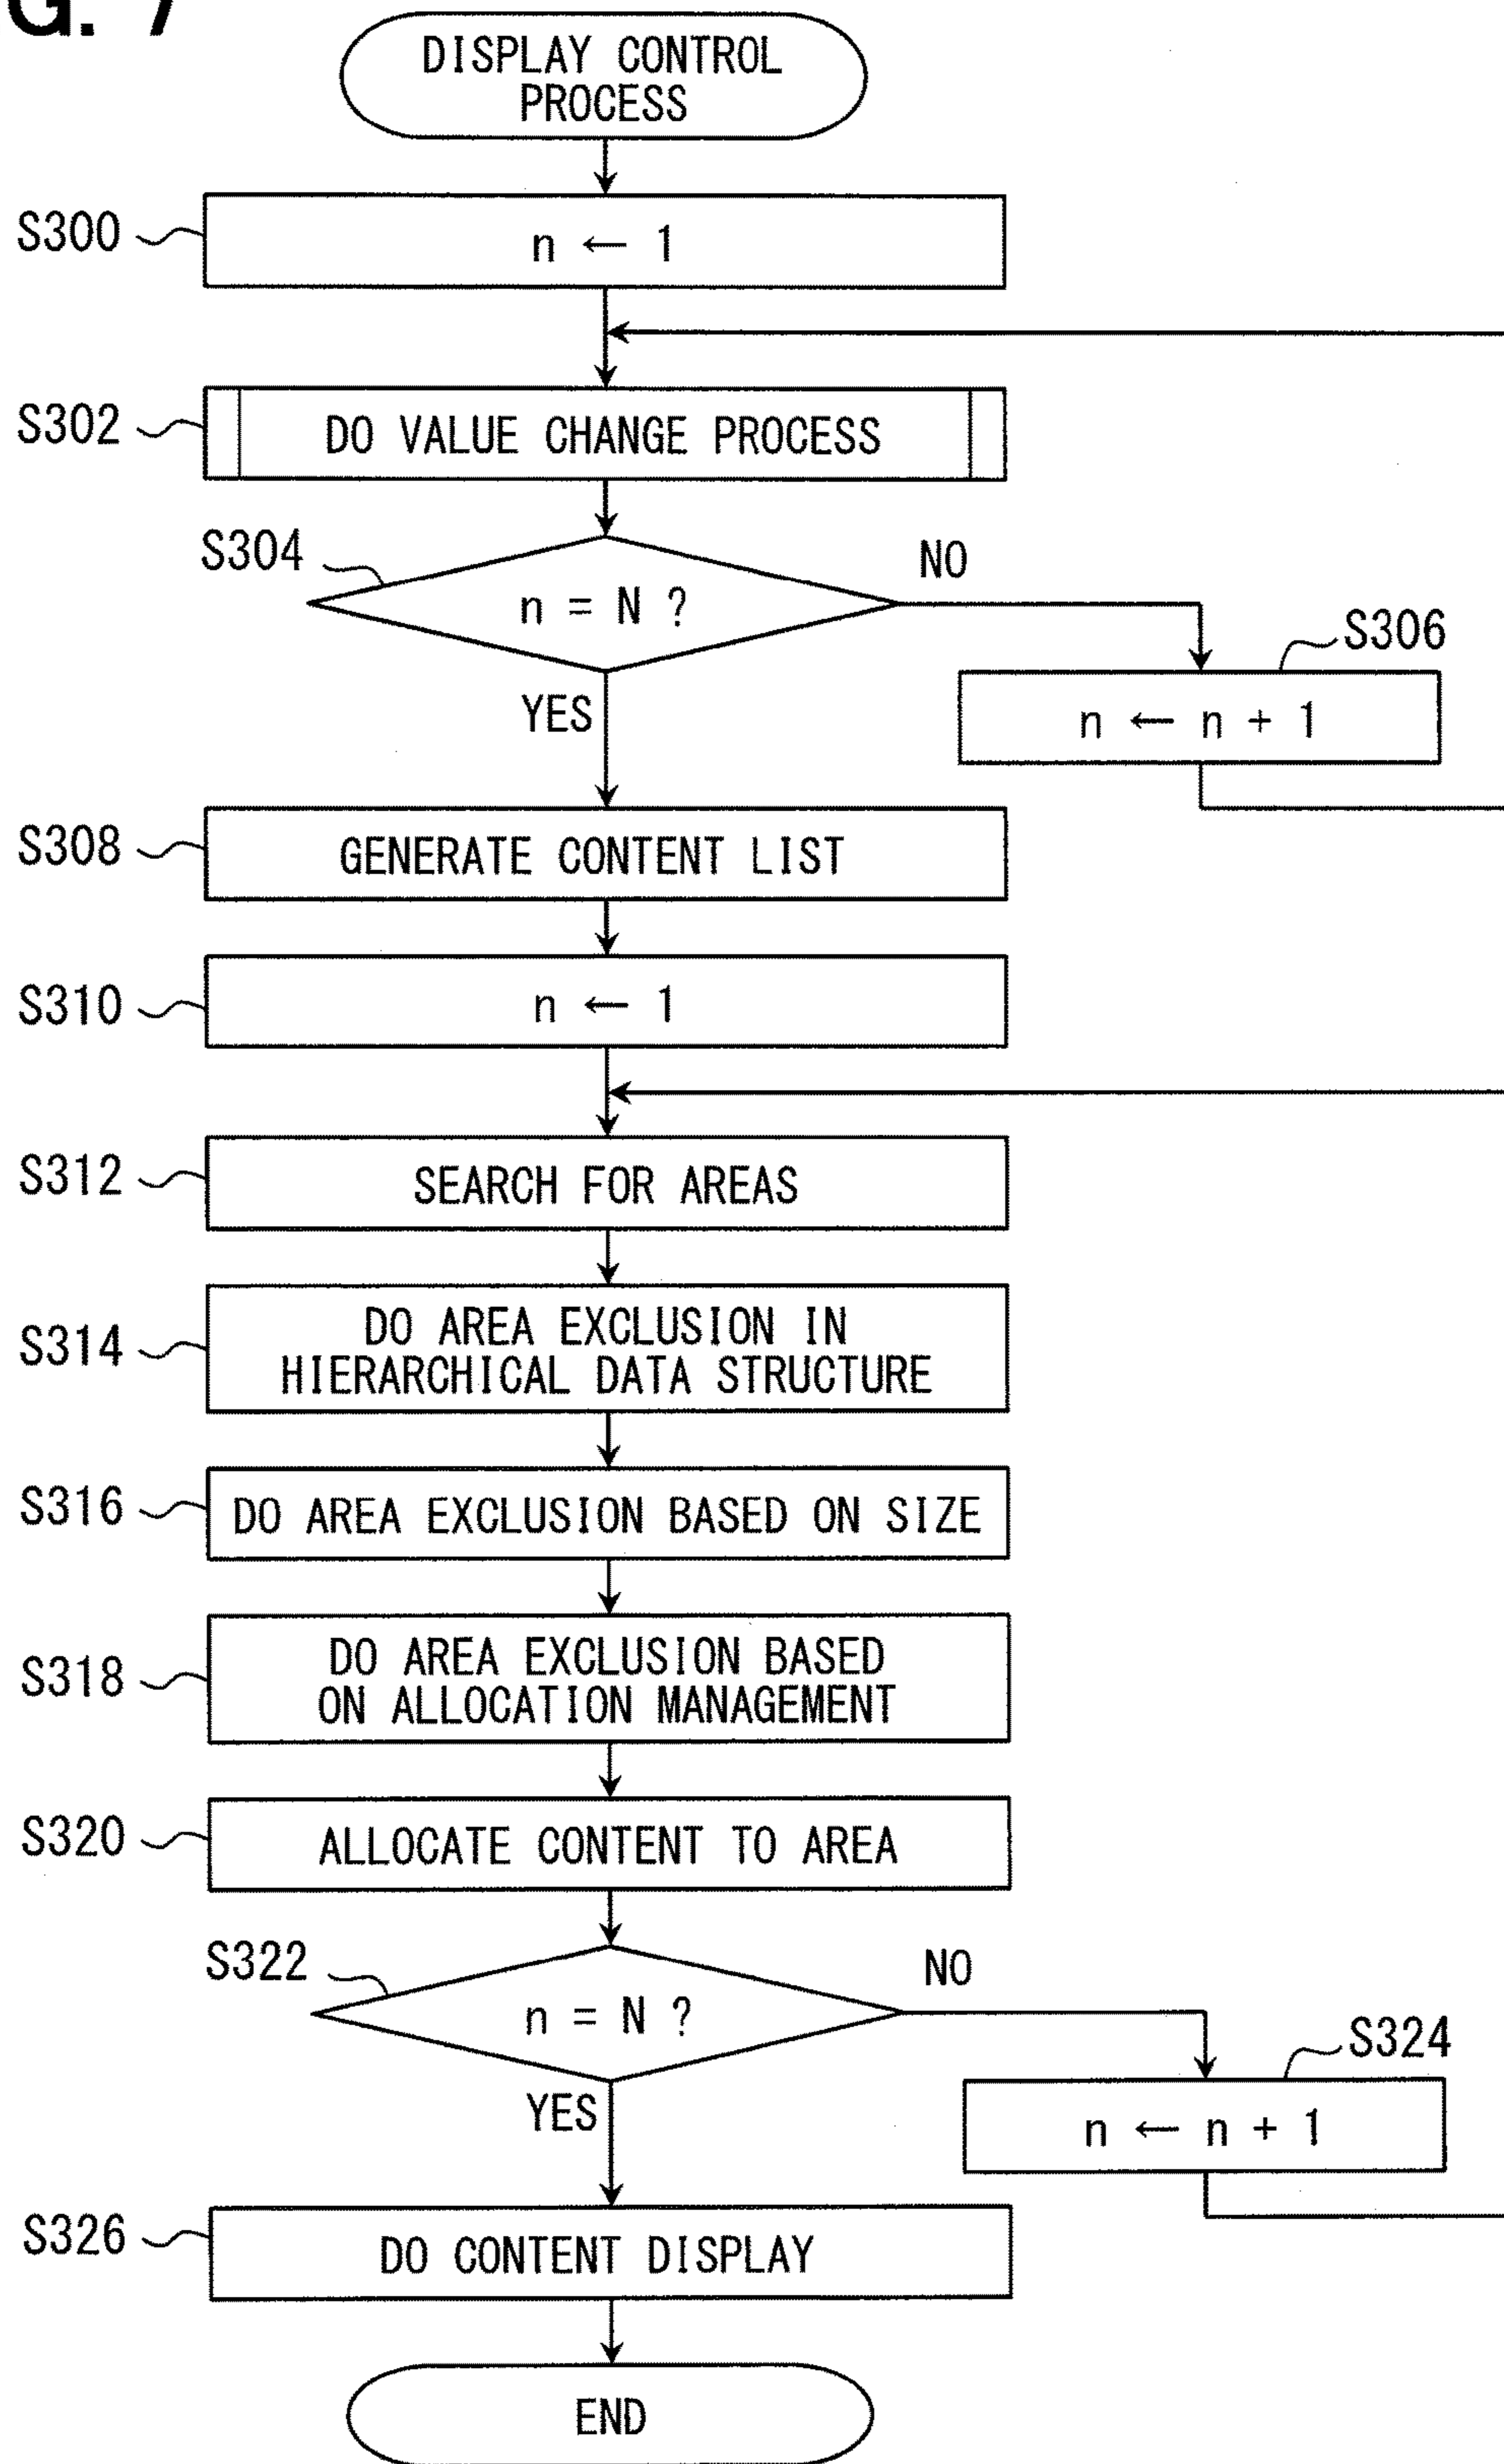 G. 7
DISPLAY CONTROL
PROCESS
S300
n ← 1
S302
DO VALUE CHANGE PROCESS
S304
n = N ?
NO
S306
n ← n + 1
YES
S308
GENERATE CONTENT LIST
S310
n ← 1
S312
SEARCH FOR AREAS
S314
DO AREA EXCLUSION IN
HIERARCHICAL DATA STRUCTURE
S316
DO AREA EXCLUSION BASED ON SIZE
S318
DO AREA EXCLUSION BASED
ON ALLOCATION MANAGEMENT
S320
ALLOCATE CONTENT TO AREA
S322
n = N ?
NO
S324
n ← n + 1
YES
S326
DO CONTENT DISPLAY
END